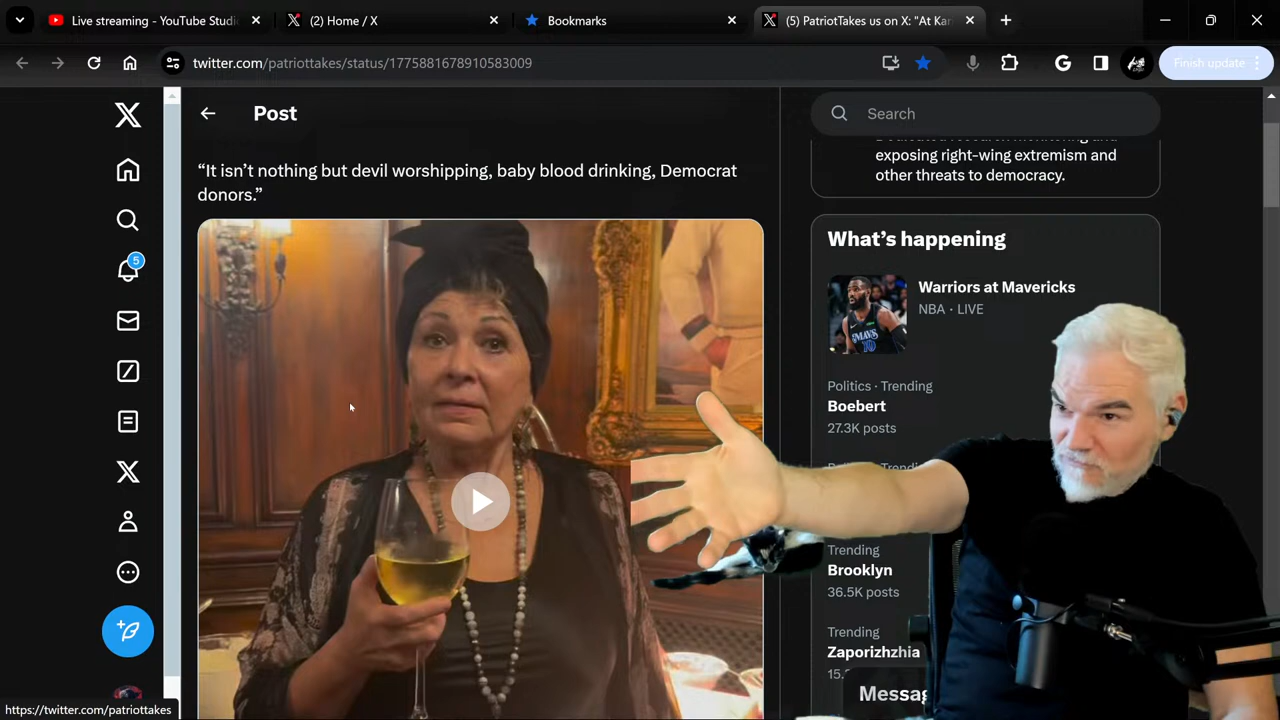 Live streaming - YouTube Studi
(2) Home / X
Bookmarks
(5) PatriotTakes us on X: "At Kar
twitter.com/patriottakes/status/1775881678910583009
Finish update
Post
Search
“It isn’t nothing but devil worshipping, baby blood drinking, Democrat
donors.”
exposing right-wing extremism and
other threats to democracy.
What’s happening
Warriors at Mavericks
NBA · LIVE
Politics · Trending
Boebert
27.3K posts
5
Trending
Brooklyn
36.5K posts
Trending
Zaporizhzhia
15.
Messag
https://twitter.com/patriottakes